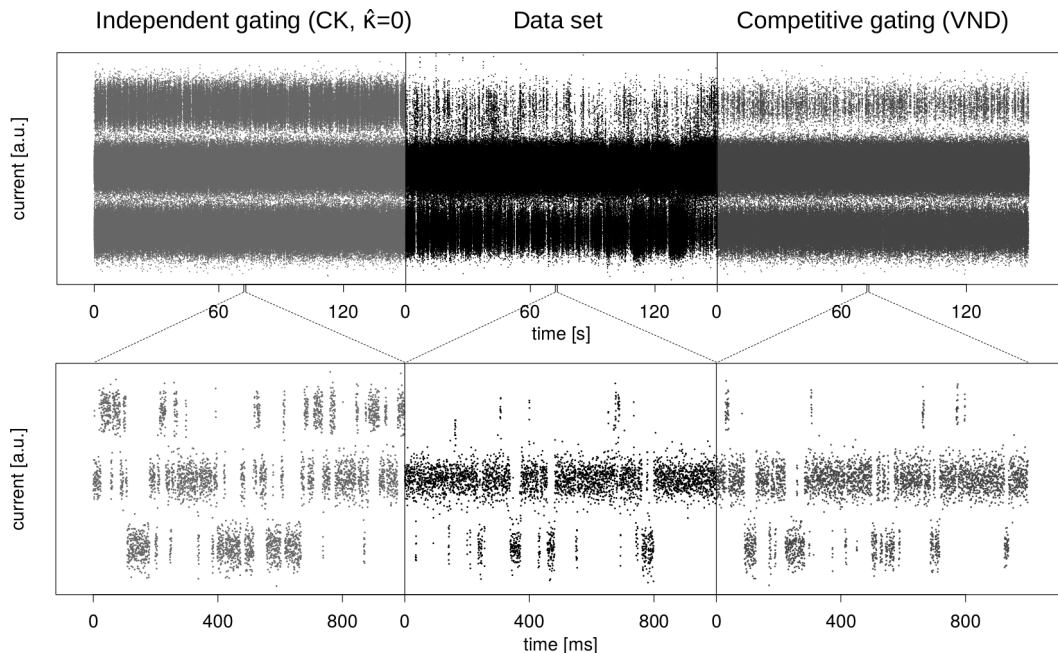 Independent gating (CK, κ̂=0) Data set Competitive gating (VND)
current [a.u.]
0 60 120 0 60 120 0 60 120
time [s]
current [a.u.]
0 400 800 0 400 800 0 400 800
time [ms]